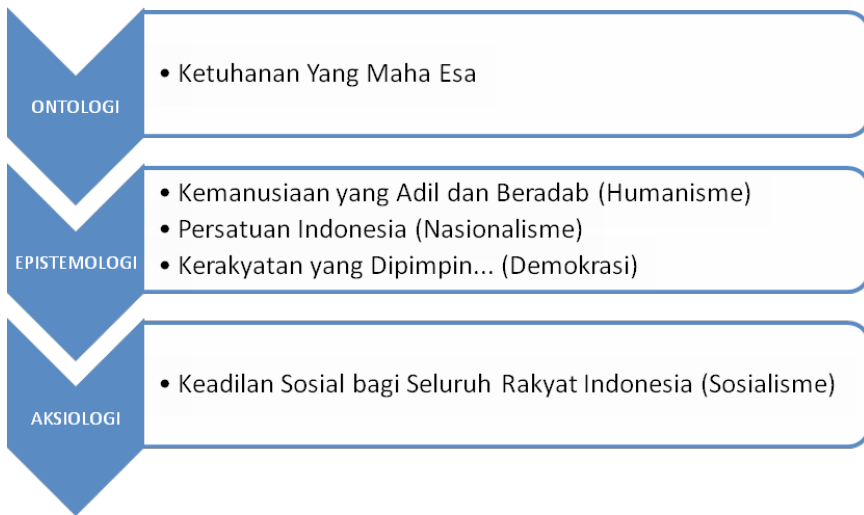 ONTOLOGI
• Ketuhanan Yang Maha Esa
EPISTEMOLOGI
• Kemanusiaan yang Adil dan Beradab (Humanisme)
• Persatuan Indonesia (Nasionalisme)
• Kerakyatan yang Dipimpin... (Demokrasi)
AKSIOLOGI
• Keadilan Sosial bagi Seluruh Rakyat Indonesia (Sosialisme)